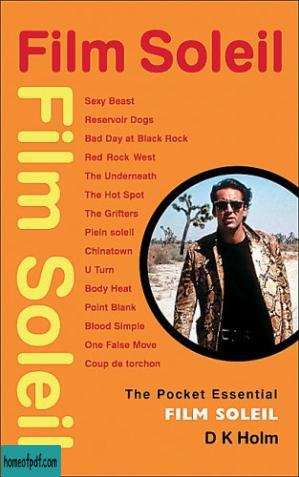 Film Soleil
Film Soleil
Sexy Beast
Reservoir Dogs
Bad Day at Black Rock
Red Rock West
The Underneath
The Hot Spot
The Grifters
Plein soleil
Chinatown
U Turn
Body Heat
Point Blank
Blood Simple
One False Move
Coup de torchon
The Pocket Essential
FILM SOLEIL
D K Holm
homeofpdf.com